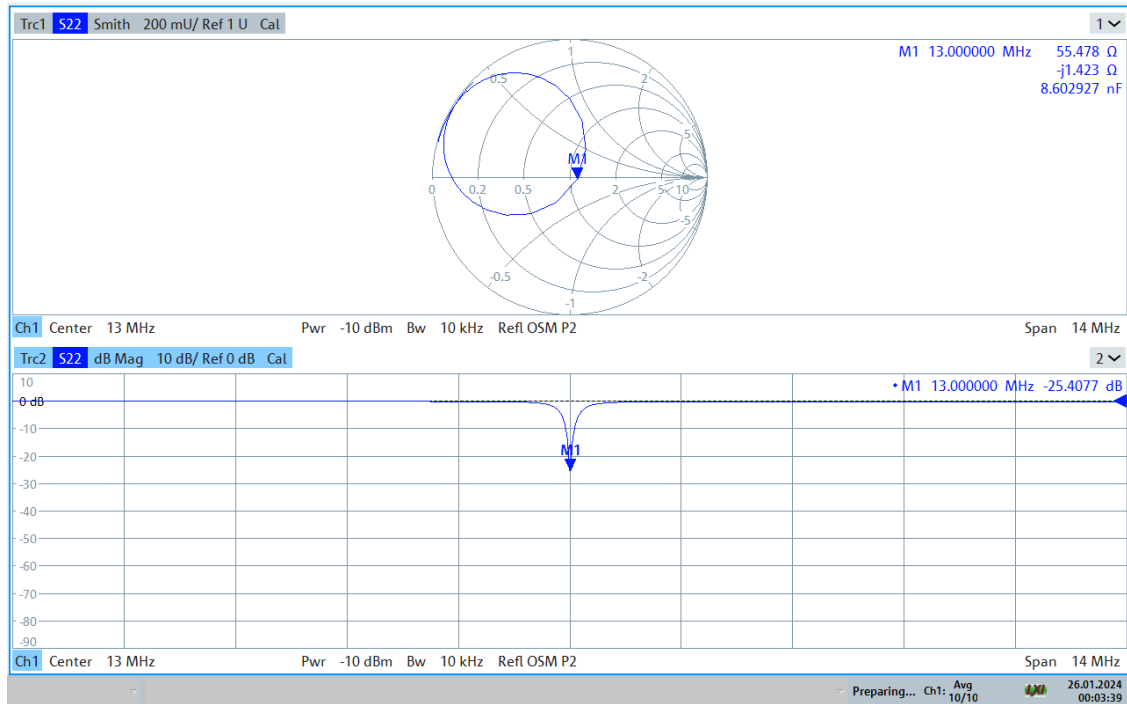 Trc1 S22 Smith 200 mU/ Ref 1 U Cal 1
M1 13.000000 MHz 55.478 Ω
-j1.423 Ω
8.602927 nF
1
0.5 2
5
M1
0 0.2 0.5 1 2 5 10
-5
-0.5 -2
-1
Ch1 Center 13 MHz Pwr -10 dBm Bw 10 kHz Refl OSM P2 Span 14 MHz
Trc2 S22 dB Mag 10 dB/ Ref 0 dB Cal 2
10 • M1 13.000000 MHz -25.4077 dB
0 dB
-10
-20 M1
-30
-40
-50
-60
-70
-80
-90
Ch1 Center 13 MHz Pwr -10 dBm Bw 10 kHz Refl OSM P2 Span 14 MHz
Preparing... Ch1: Avg 10/10 LXI 26.01.2024
00:03:39